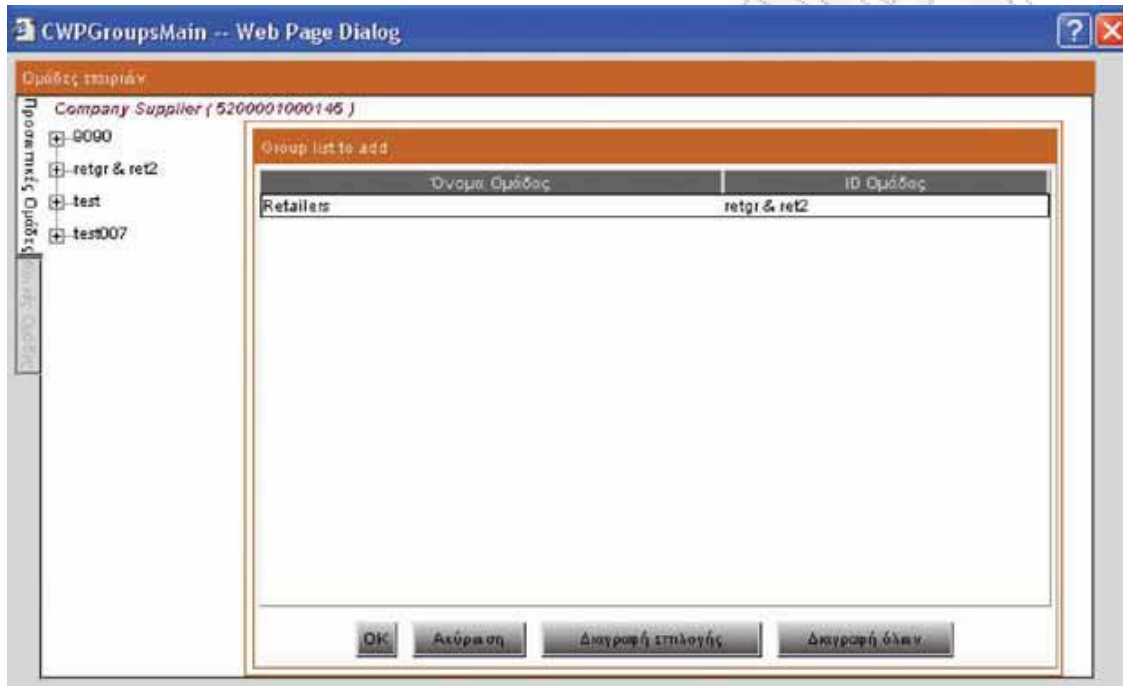 CWPGroupsMain -- Web Page Dialog
Ομάδες εταιριών
Προσωπικές Ομάδες
Company Supplier ( 5200001000145 )
9090
retgr & ret2
test
test007
Group list to add
Όνομα Ομάδας
ID Ομάδας
Retailers
retgr & ret2
OK
Ακύρωση
Διαγραφή επιλογής
Διαγραφή όλων